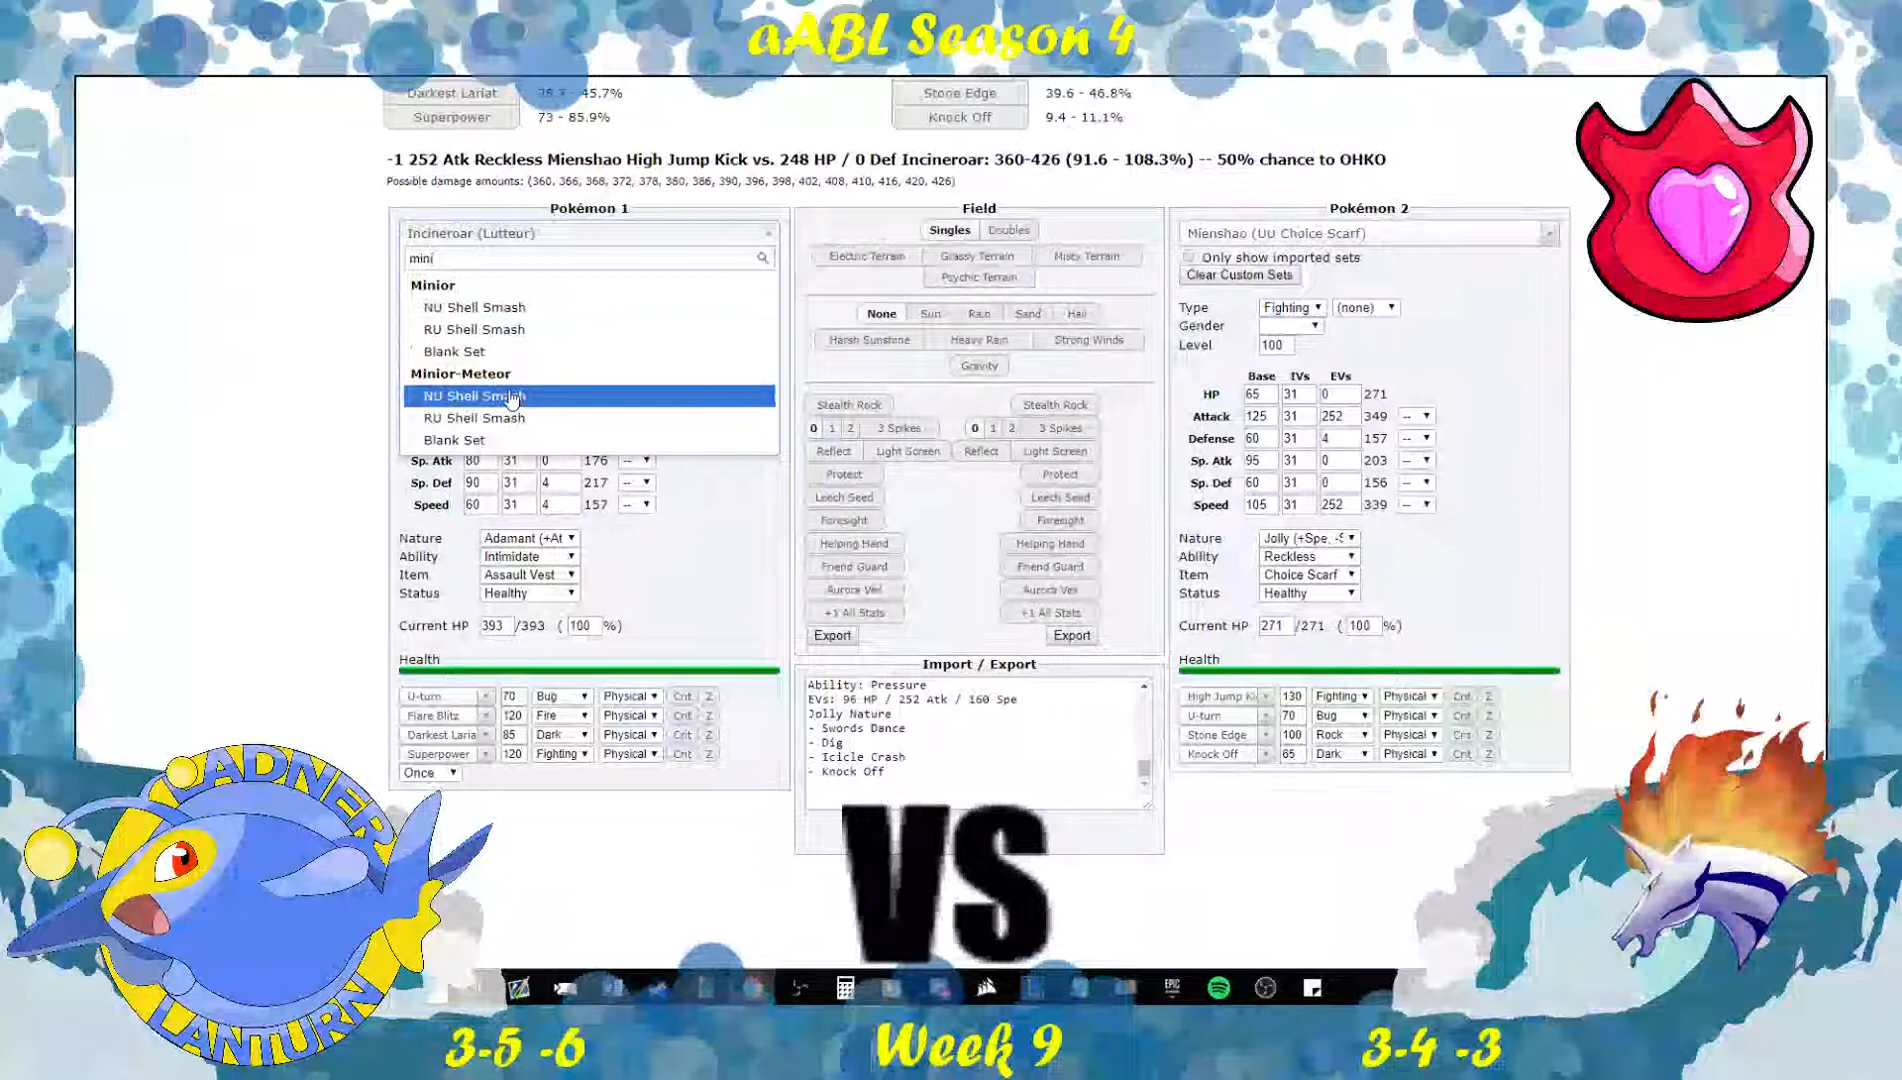 aABL Season 4
Darkest Lariat 38.7 - 45.7%
Superpower 73 - 85.9%
Stone Edge 39.6 - 46.8%
Knock Off 9.4 - 11.1%
-1 252 Atk Reckless Mienshao High Jump Kick vs. 248 HP / 0 Def Incineroar: 360-426 (91.6 - 108.3%) -- 50% chance to OHKO
Possible damage amounts: (360, 366, 368, 372, 378, 380, 386, 390, 396, 398, 402, 408, 410, 416, 420, 426)
Pokémon 1
Incineroar (Lutteur)
mini
Minior
NU Shell Smash
RU Shell Smash
Blank Set
Minior-Meteor
NU Shell Smash
RU Shell Smash
Blank Set
Sp. Atk 80 31 0 176 --
Sp. Def 90 31 4 217 --
Speed 60 31 4 157 --
Nature Adamant (+At
Ability Intimidate
Item Assault Vest
Status Healthy
Current HP 393 /393 ( 100 %)
Health
U-turn 70 Bug Physical Crit Z
Flare Blitz 120 Fire Physical Crit Z
Darkest Laria 85 Dark Physical Crit Z
Superpower 120 Fighting Physical Crit Z
Once
Field
Singles Doubles
Electric Terrain Grassy Terrain Misty Terrain
Psychic Terrain
None Sun Rain Sand Hail
Harsh Sunshine Heavy Rain Strong Winds
Gravity
Stealth Rock Stealth Rock
0 1 2 3 Spikes 0 1 2 3 Spikes
Reflect Light Screen Reflect Light Screen
Protect Protect
Leech Seed Leech Seed
Foresight Foresight
Helping Hand Helping Hand
Friend Guard Friend Guard
Aurora Veil Aurora Veil
+1 All Stats +1 All Stats
Export Export
Import / Export
Ability: Pressure
EVs: 96 HP / 252 Atk / 160 Spe
Jolly Nature
- Swords Dance
- Dig
- Icicle Crash
- Knock Off
Pokémon 2
Mienshao (UU Choice Scarf)
Only show imported sets
Clear Custom Sets
Type Fighting (none)
Gender
Level 100
Base IVs EVs
HP 65 31 0 271
Attack 125 31 252 349 --
Defense 60 31 4 157 --
Sp. Atk 95 31 0 203 --
Sp. Def 60 31 0 156 --
Speed 105 31 252 339 --
Nature Jolly (+Spe, -S
Ability Reckless
Item Choice Scarf
Status Healthy
Current HP 271 /271 ( 100 %)
Health
High Jump Ki 130 Fighting Physical Crit Z
U-turn 70 Bug Physical Crit Z
Stone Edge 100 Rock Physical Crit Z
Knock Off 65 Dark Physical Crit Z
VS
ADNER
LANTURN
EPIC
3-5 -6
Week 9
3-4 -3